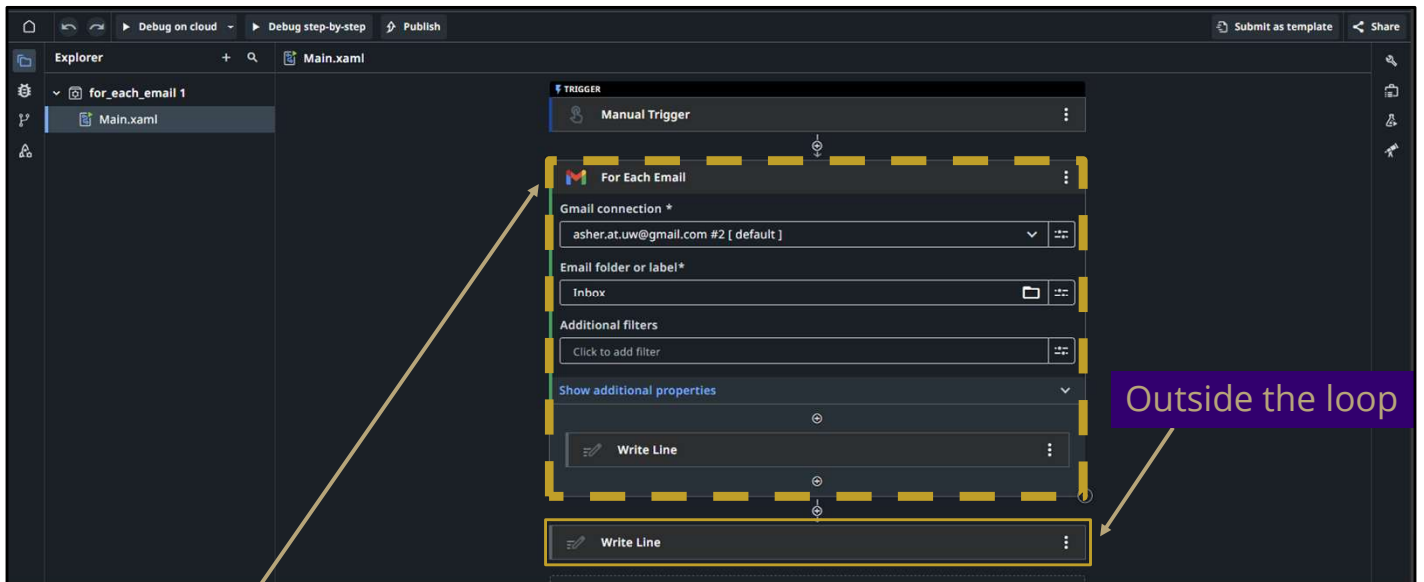 Debug on cloud
Debug step-by-step
Publish
Submit as template
Share
Explorer
Main.xaml
for_each_email 1
Main.xaml
TRIGGER
Manual Trigger
For Each Email
Gmail connection *
asher.at.uw@gmail.com #2 [ default ]
Email folder or label*
Inbox
Additional filters
Click to add filter
Show additional properties
Outside the loop
Write Line
Write Line